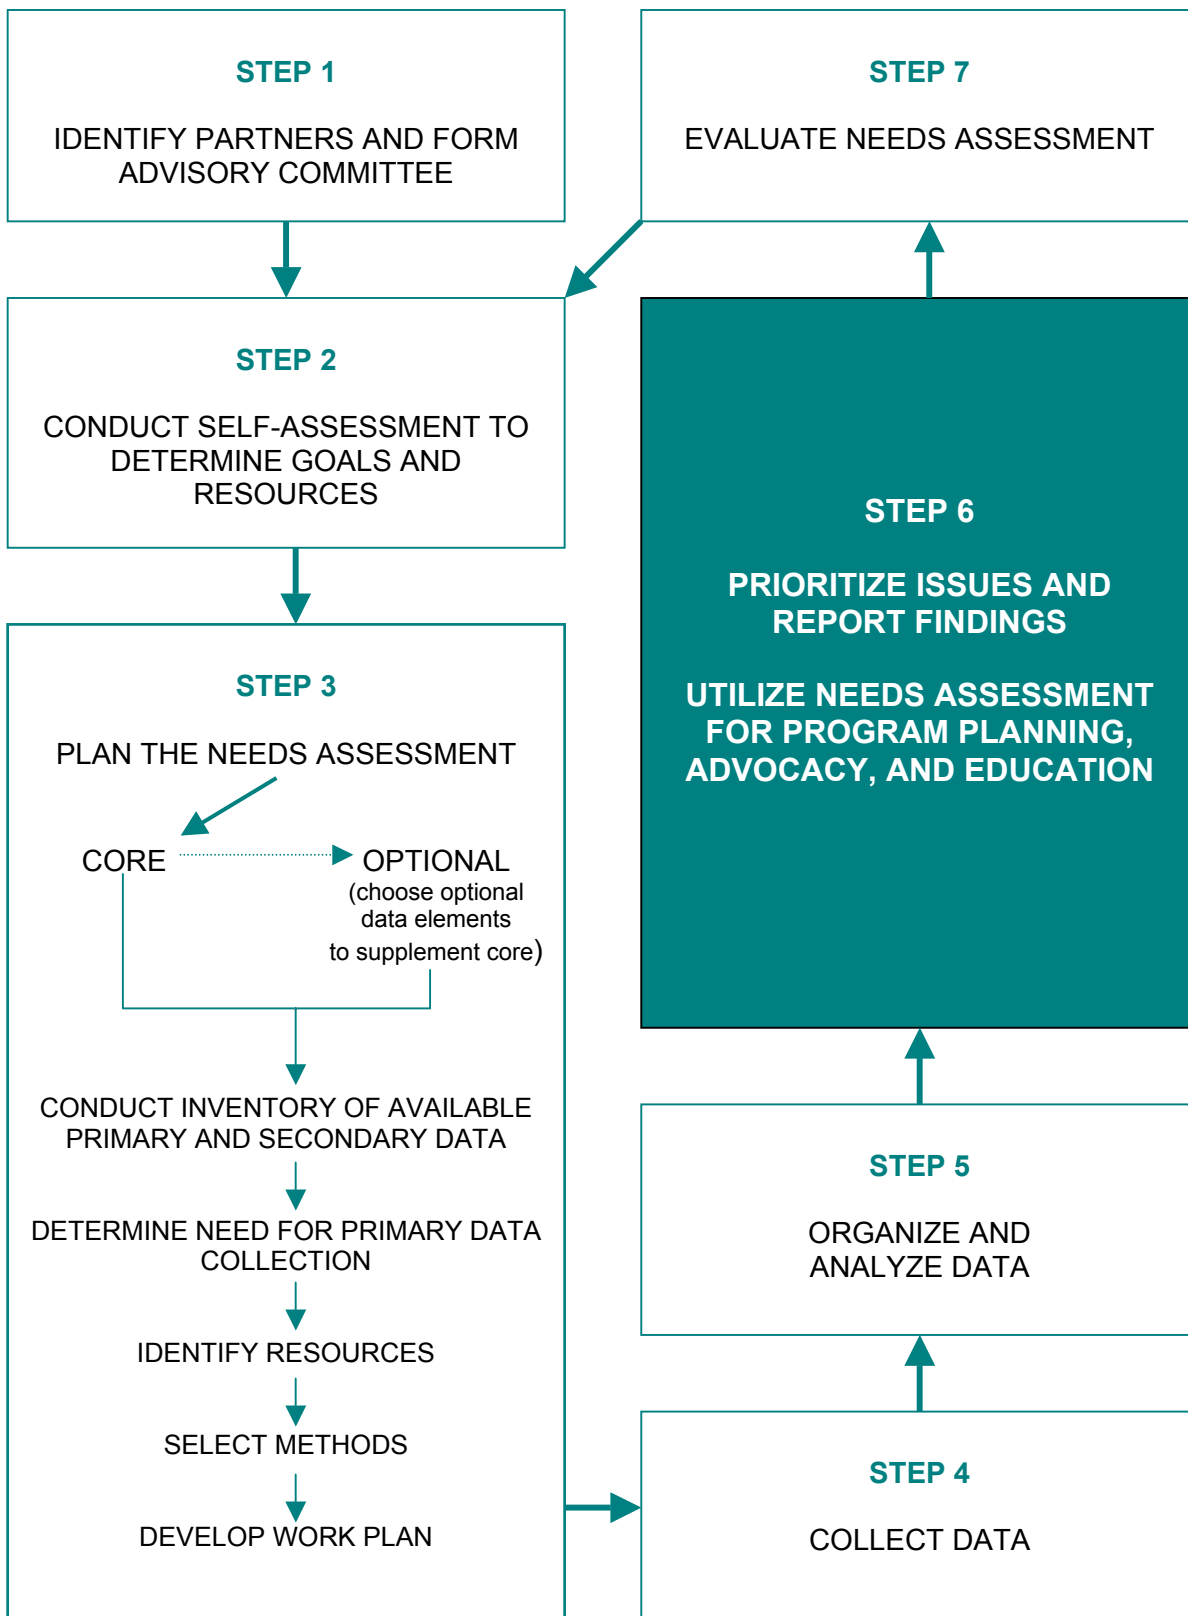 STEP 1
IDENTIFY PARTNERS AND FORM
ADVISORY COMMITTEE
STEP 2
CONDUCT SELF-ASSESSMENT TO
DETERMINE GOALS AND
RESOURCES
STEP 3
PLAN THE NEEDS ASSESSMENT
CORE
OPTIONAL
(choose optional
data elements
to supplement core)
CONDUCT INVENTORY OF AVAILABLE
PRIMARY AND SECONDARY DATA
DETERMINE NEED FOR PRIMARY DATA
COLLECTION
IDENTIFY RESOURCES
SELECT METHODS
DEVELOP WORK PLAN
STEP 4
COLLECT DATA
STEP 5
ORGANIZE AND
ANALYZE DATA
STEP 6
PRIORITIZE ISSUES AND
REPORT FINDINGS
UTILIZE NEEDS ASSESSMENT
FOR PROGRAM PLANNING,
ADVOCACY, AND EDUCATION
STEP 7
EVALUATE NEEDS ASSESSMENT